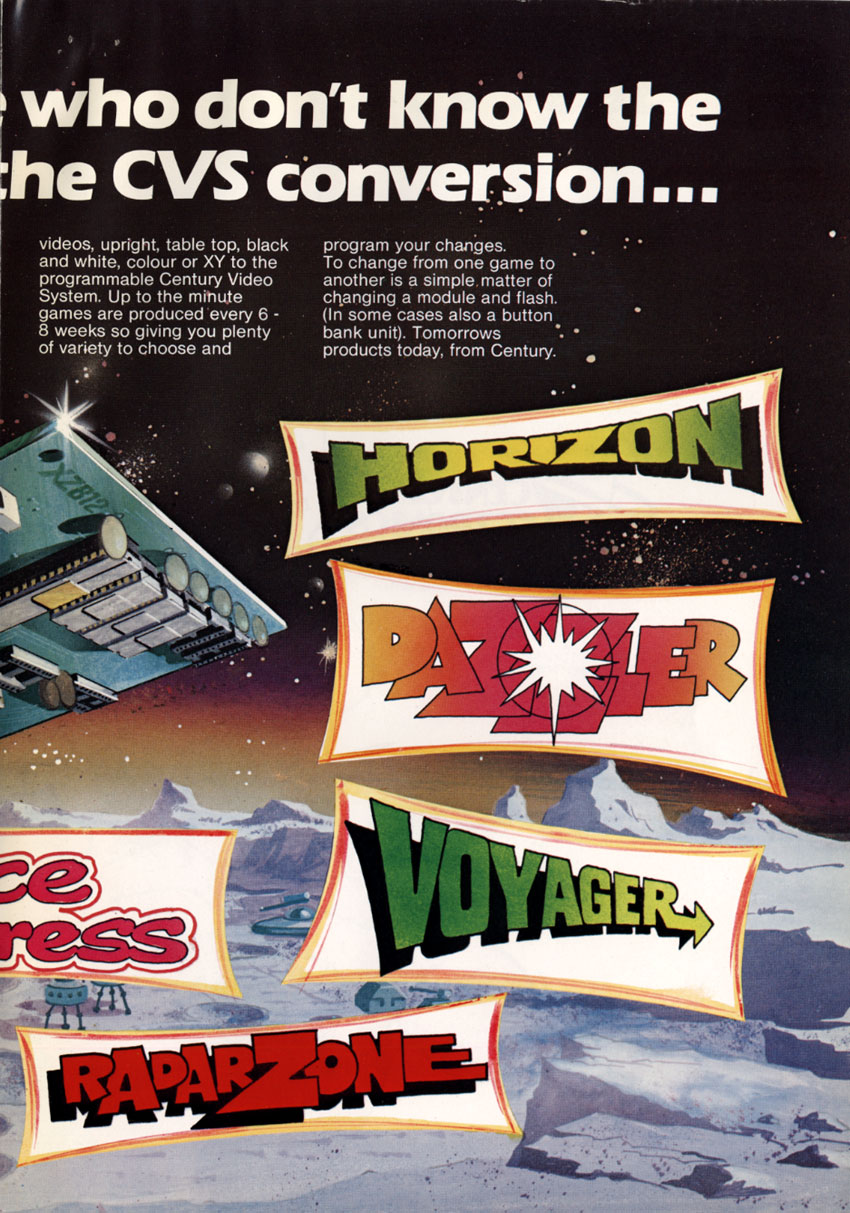 who don't know the
the CVS conversion...
videos, upright, table top, black
and white, colour or XY to the
programmable Century Video
System. Up to the minute
games are produced every 6 -
8 weeks so giving you plenty
of variety to choose and
program your changes.
To change from one game to
another is a simple matter of
changing a module and flash.
(In some cases also a button
bank unit). Tomorrows
products today, from Century.
HORIZON
XZ812
DAZZLER
VOYAGER
ce
ress
RADARZONE